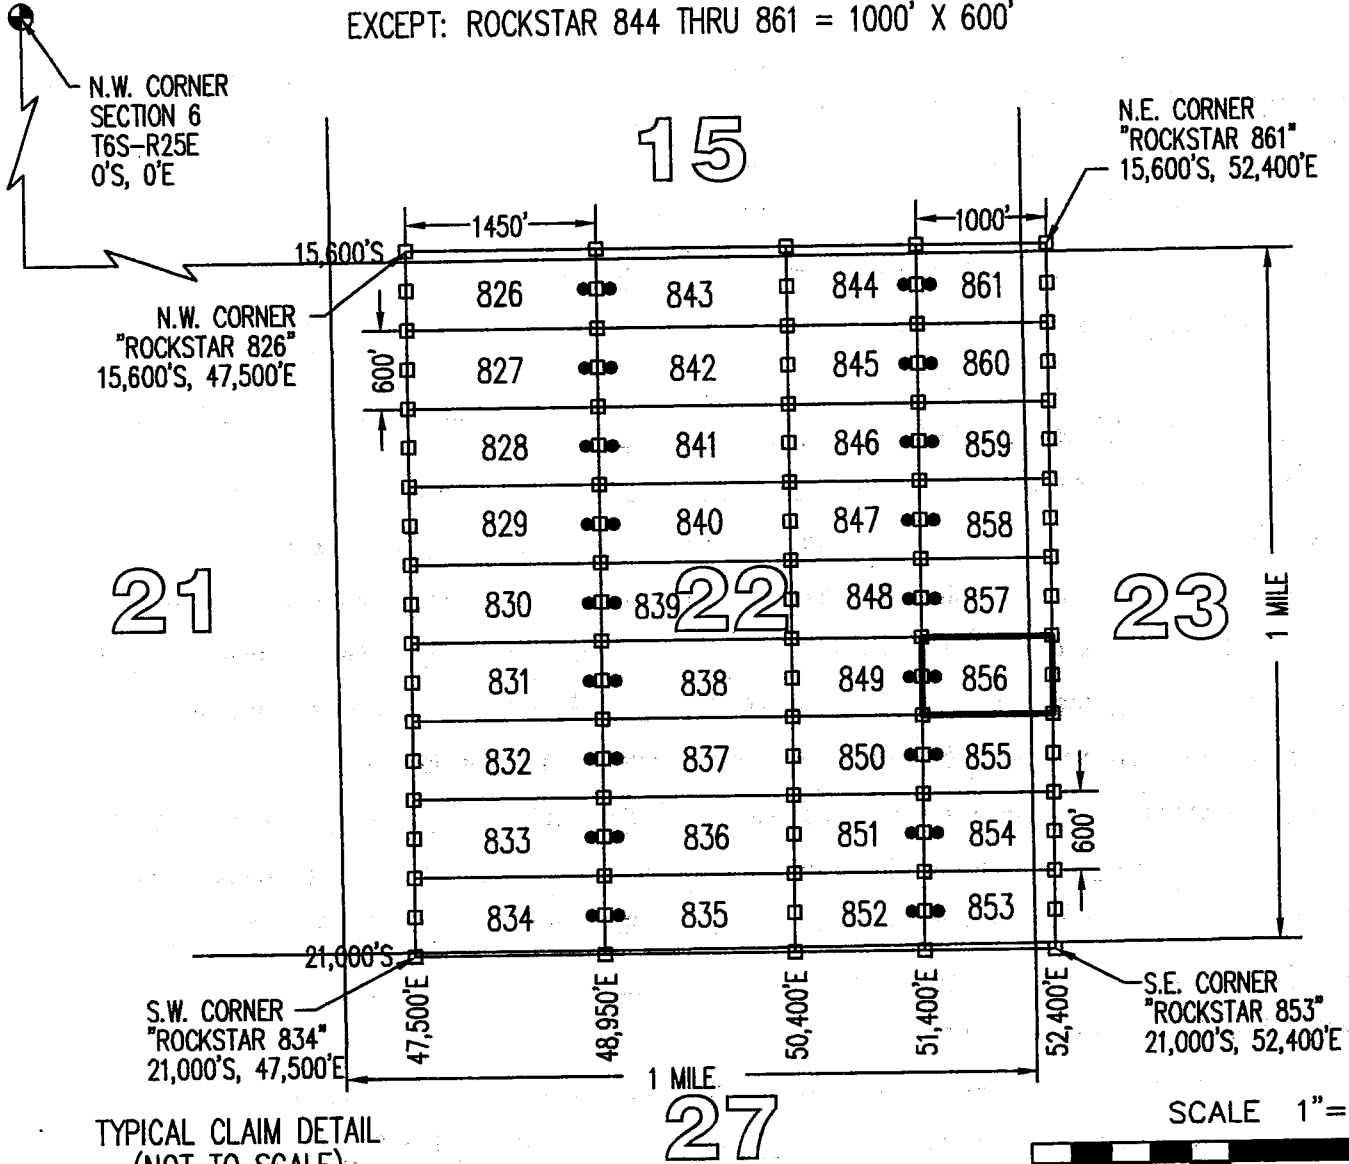 EXCEPT: ROCKSTAR 844 THRU 861 = 1000' X 600'
N.W. CORNER
SECTION 6
T6S-R25E
0'S, 0'E
15
N.E. CORNER
"ROCKSTAR 861"
15,600'S, 52,400'E
1450'
1000'
15,600'S
N.W. CORNER
"ROCKSTAR 826"
15,600'S, 47,500'E
600'
826 843 844 861
827 842 845 860
828 841 846 859
829 840 847 858
830 839 848 857
831 838 849 856
832 837 850 855
833 836 851 854
834 835 852 853
21
22
23
1 MILE
600'
21,000'S
S.W. CORNER
"ROCKSTAR 834"
21,000'S, 47,500'E
47,500'E
48,950'E
50,400'E
51,400'E
52,400'E
S.E. CORNER
"ROCKSTAR 853"
21,000'S, 52,400'E
1 MILE
27
TYPICAL CLAIM DETAIL
(NOT TO SCALE)
SCALE 1"=